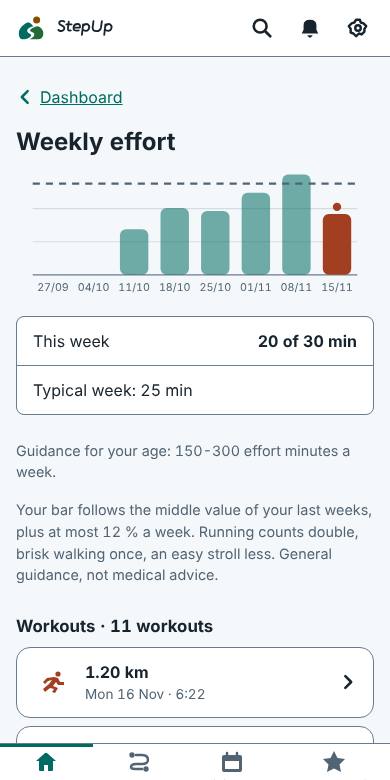 StepUp
Dashboard
Weekly effort
27/09 04/10 11/10 18/10 25/10 01/11 08/11 15/11
This week 20 of 30 min
Typical week: 25 min
Guidance for your age: 150–300 effort minutes a
week.
Your bar follows the middle value of your last weeks,
plus at most 12 % a week. Running counts double,
brisk walking once, an easy stroll less. General
guidance, not medical advice.
Workouts · 11 workouts
1.20 km
Mon 16 Nov · 6:22